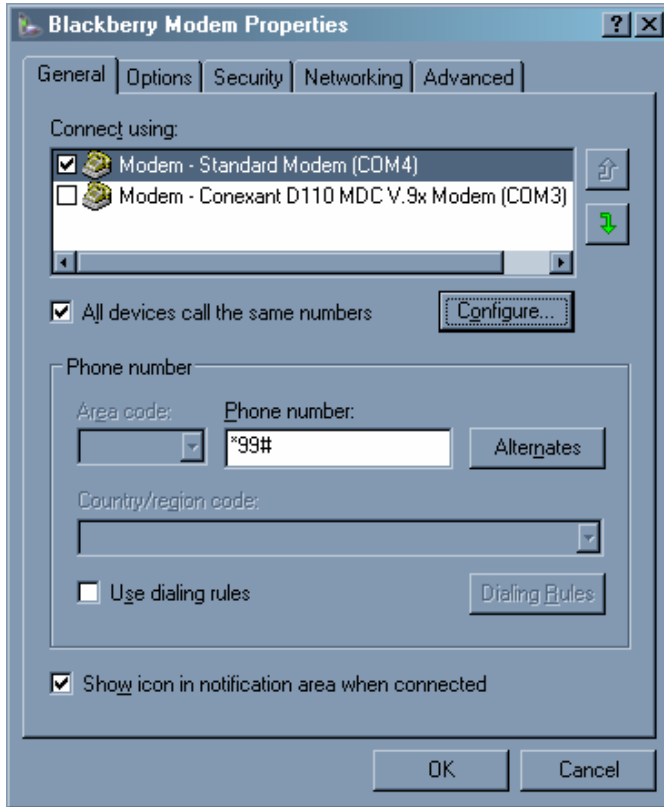 Blackberry Modem Properties
General Options Security Networking Advanced
Connect using:
Modem - Standard Modem (COM4)
Modem - Conexant D110 MDC V.9x Modem (COM3)
All devices call the same numbers Configure...
Phone number
Area code: Phone number:
*99# Alternates
Country/region code:
Use dialing rules Dialing Rules
Show icon in notification area when connected
OK Cancel